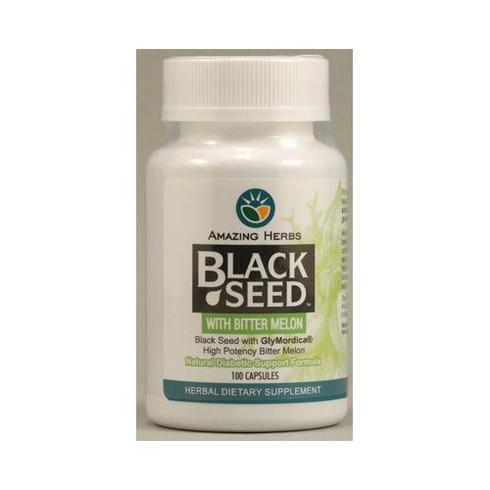 AMAZING HERBS
BLACK
SEED™
WITH BITTER MELON
Black Seed with GlyMordica®
High Potency Bitter Melon
Natural Diabetic Support Formula
100 CAPSULES
HERBAL DIETARY SUPPLEMENT